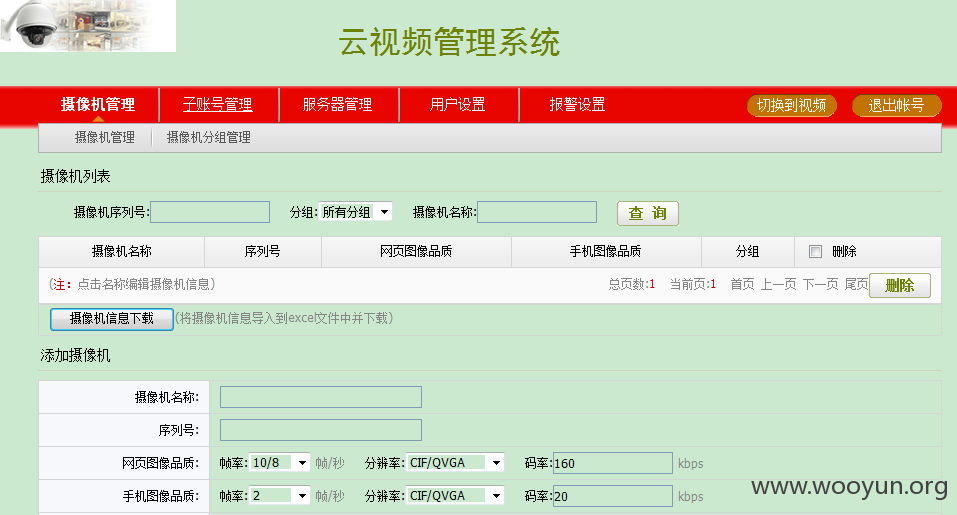 云视频管理系统
摄像机管理 子账号管理 服务器管理 用户设置 报警设置 切换到视频 退出帐号
摄像机管理 摄像机分组管理
摄像机列表
摄像机序列号: 分组: 所有分组 摄像机名称: 查 询
摄像机名称 序列号 网页图像品质 手机图像品质 分组 删除
(注：点击名称编辑摄像机信息) 总页数:1 当前页:1 首页 上一页 下一页 尾页 删除
摄像机信息下载 (将摄像机信息导入到excel文件中并下载)
添加摄像机
摄像机名称:
序列号:
网页图像品质: 帧率: 10/8 帧/秒 分辨率: CIF/QVGA 码率: 160 kbps
手机图像品质: 帧率: 2 帧/秒 分辨率: CIF/QVGA 码率: 20 kbps
www.wooyun.org